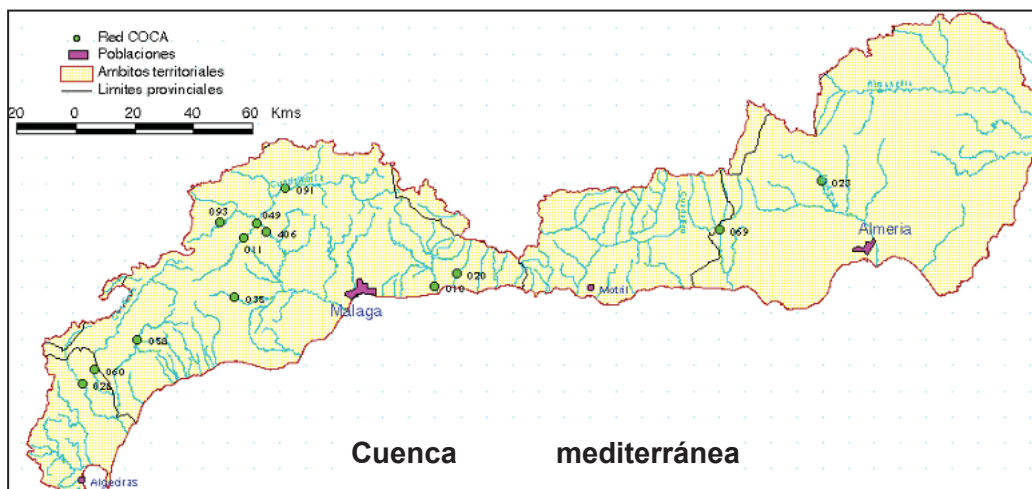 Red COCA
Poblaciones
Ambitos territoriales
Limites provinciales
20 0 20 40 60 Kms
091
023
093
049
011
406
069
Almeria
020
010
035
Malaga
Motril
058
060
028
Cuenca mediterránea
Algeciras